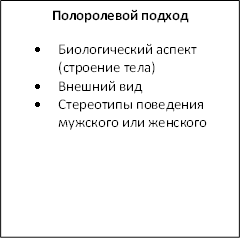 Полоролевой подход
• Биологический аспект
(строение тела)
• Внешний вид
• Стереотипы поведения
мужского или женского